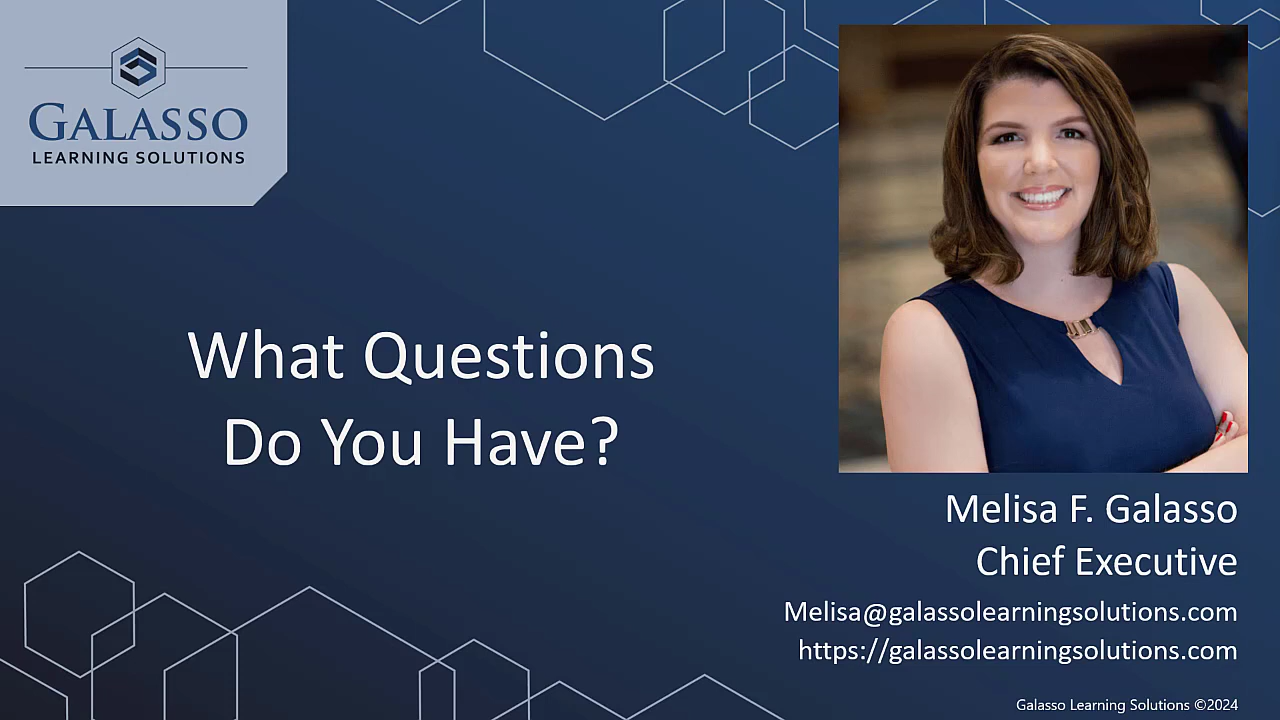 GALASSO
LEARNING SOLUTIONS
What Questions
Do You Have?
Melisa F. Galasso
Chief Executive
Melisa@galassolearningsolutions.com
https://galassolearningsolutions.com
Galasso Learning Solutions ©2024